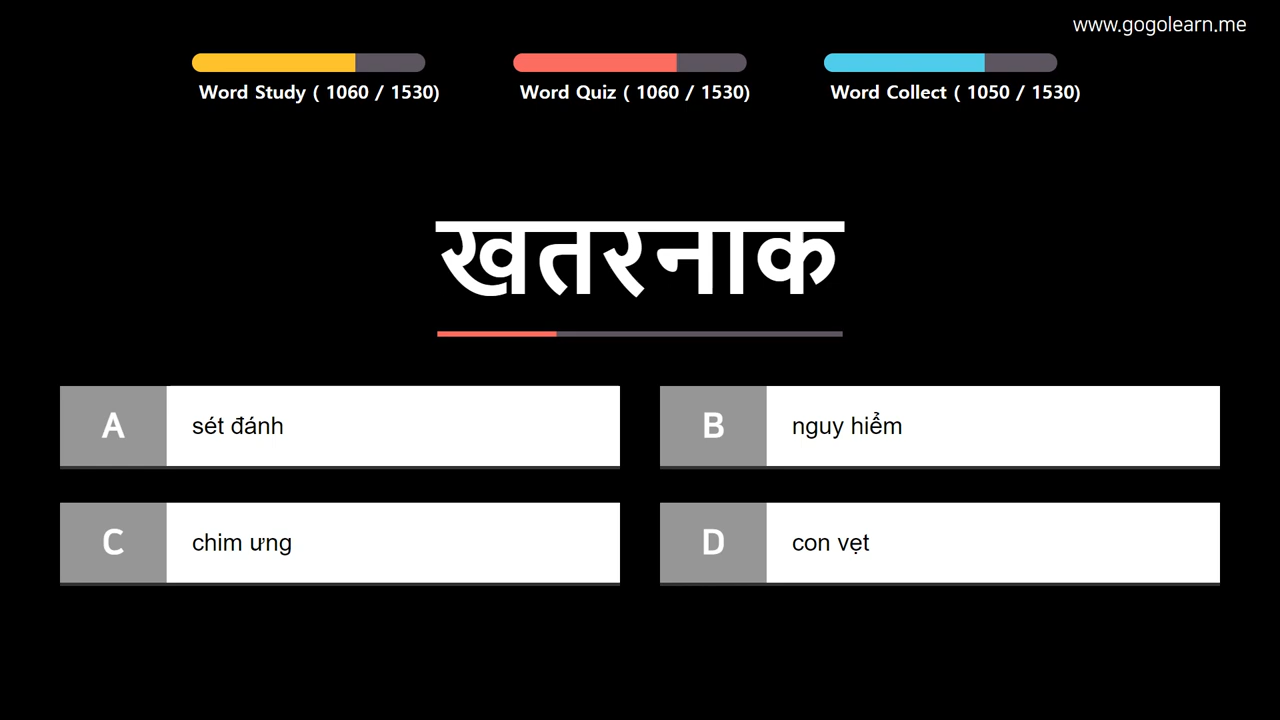 www.gogolearn.me
Word Study ( 1060 / 1530)
Word Quiz ( 1060 / 1530)
Word Collect ( 1050 / 1530)
खतरनाक
A
sét đánh
B
nguy hiểm
C
chim ưng
D
con vẹt